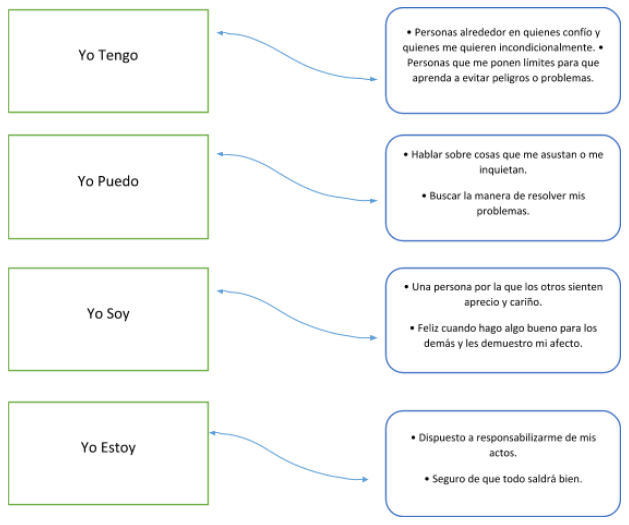 Yo Tengo
• Personas alrededor en quienes confío y
quienes me quieren incondicionalmente. •
Personas que me ponen límites para que
aprenda a evitar peligros o problemas.
Yo Puedo
• Hablar sobre cosas que me asustan o me
inquietan.
• Buscar la manera de resolver mis
problemas.
Yo Soy
• Una persona por la que los otros sienten
aprecio y cariño.
• Feliz cuando hago algo bueno para los
demás y les demuestro mi afecto.
Yo Estoy
• Dispuesto a responsabilizarme de mis
actos.
• Seguro de que todo saldrá bien.